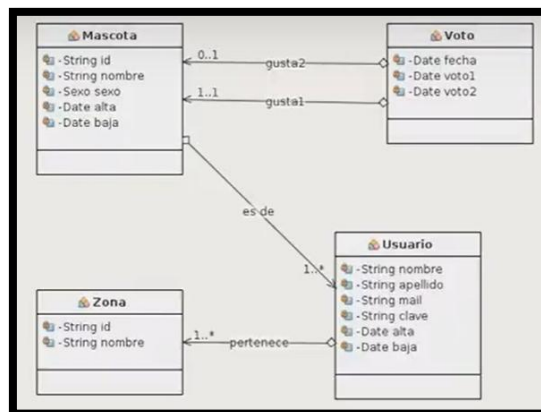 Mascota
-String id
-String nombre
-Sexo sexo
-Date alta
-Date baja
Voto
-Date fecha
-Date voto1
-Date voto2
0..1
gusta2
1..1
gusta1
es de
1..*
Usuario
-String nombre
-String apellido
-String mail
-String clave
-Date alta
-Date baja
Zona
-String id
-String nombre
1..*
pertenece